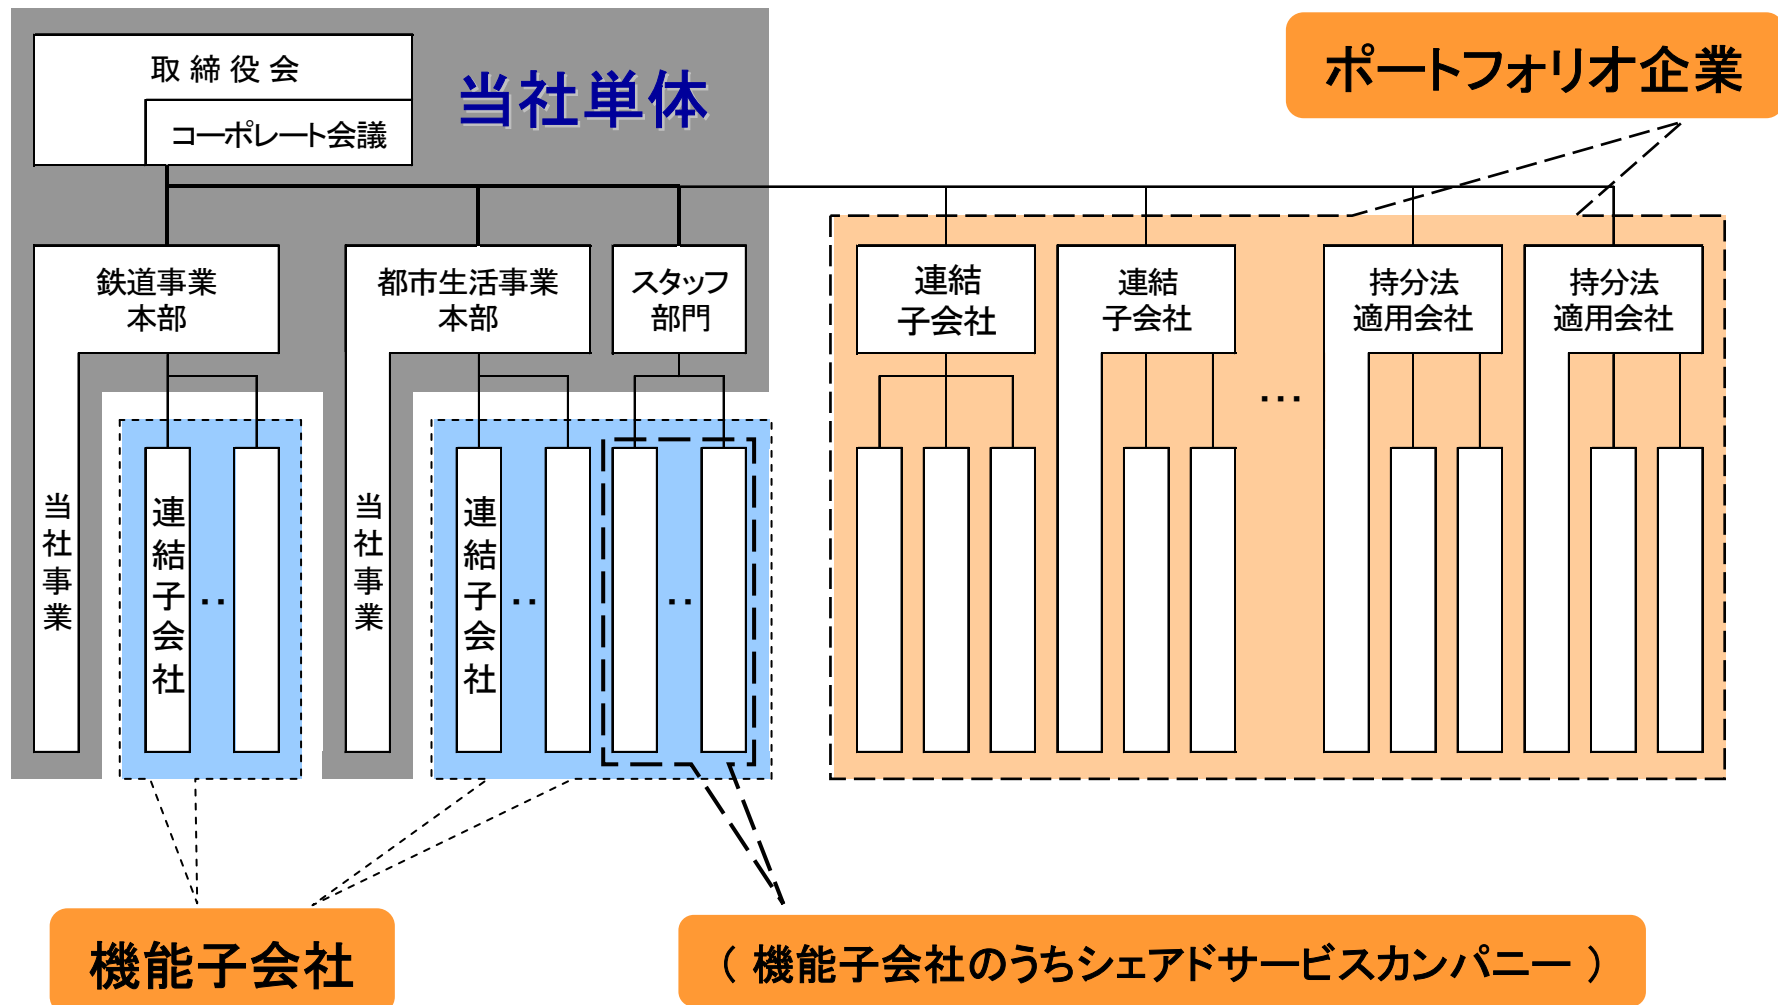 ポートフォリオ企業
取締役会
当社単体
コーポレート会議
鉄道事業
本部
都市生活事業
本部
スタッフ
部門
連結
子会社
連結
子会社
持分法
適用会社
持分法
適用会社
・・・
当社事業
連結子会社
・・
当社事業
連結子会社
・・
・・
機能子会社
（機能子会社のうちシェアドサービスカンパニー）